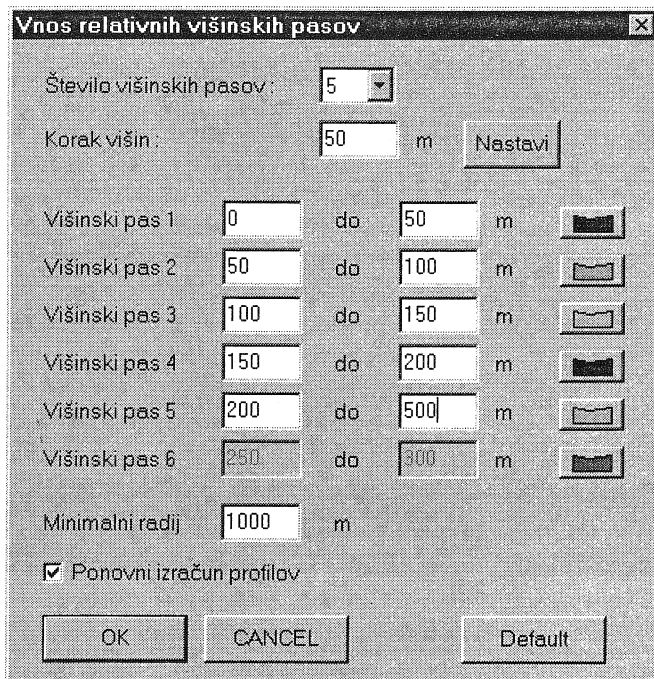 Vnos relativnih višinskih pasov
Število višinskih pasov : 5
Korak višin : 50 m Nastavi
Višinski pas 1 0 do 50 m
Višinski pas 2 50 do 100 m
Višinski pas 3 100 do 150 m
Višinski pas 4 150 do 200 m
Višinski pas 5 200 do 500 m
Višinski pas 6 250 do 300 m
Minimalni radij 1000 m
Ponovni izračun profilov
OK CANCEL Default